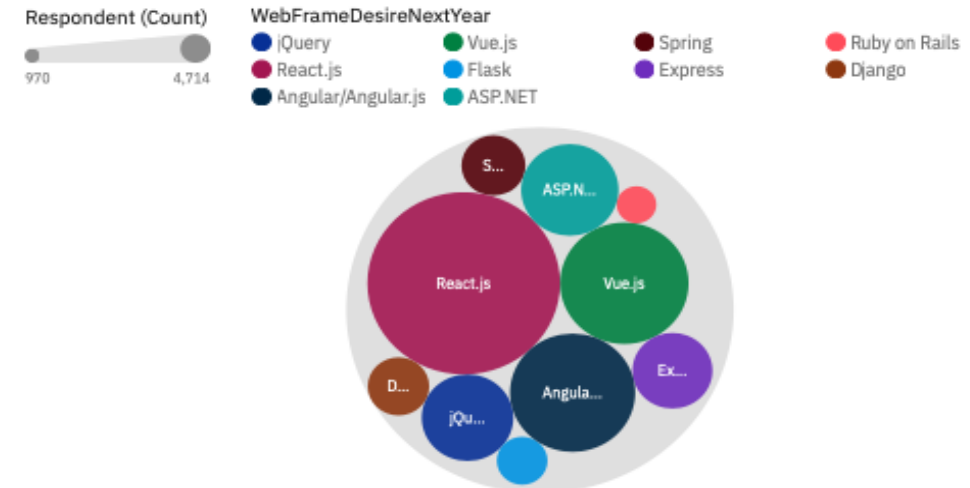 Respondent (Count)
970
4,714
WebFrameDesireNextYear
jQuery
Vue.js
Spring
Ruby on Rails
React.js
Flask
Express
Django
Angular/Angular.js
ASP.NET
S...
ASP.N...
React.js
Vue.js
D...
jQu...
Angula...
Ex...